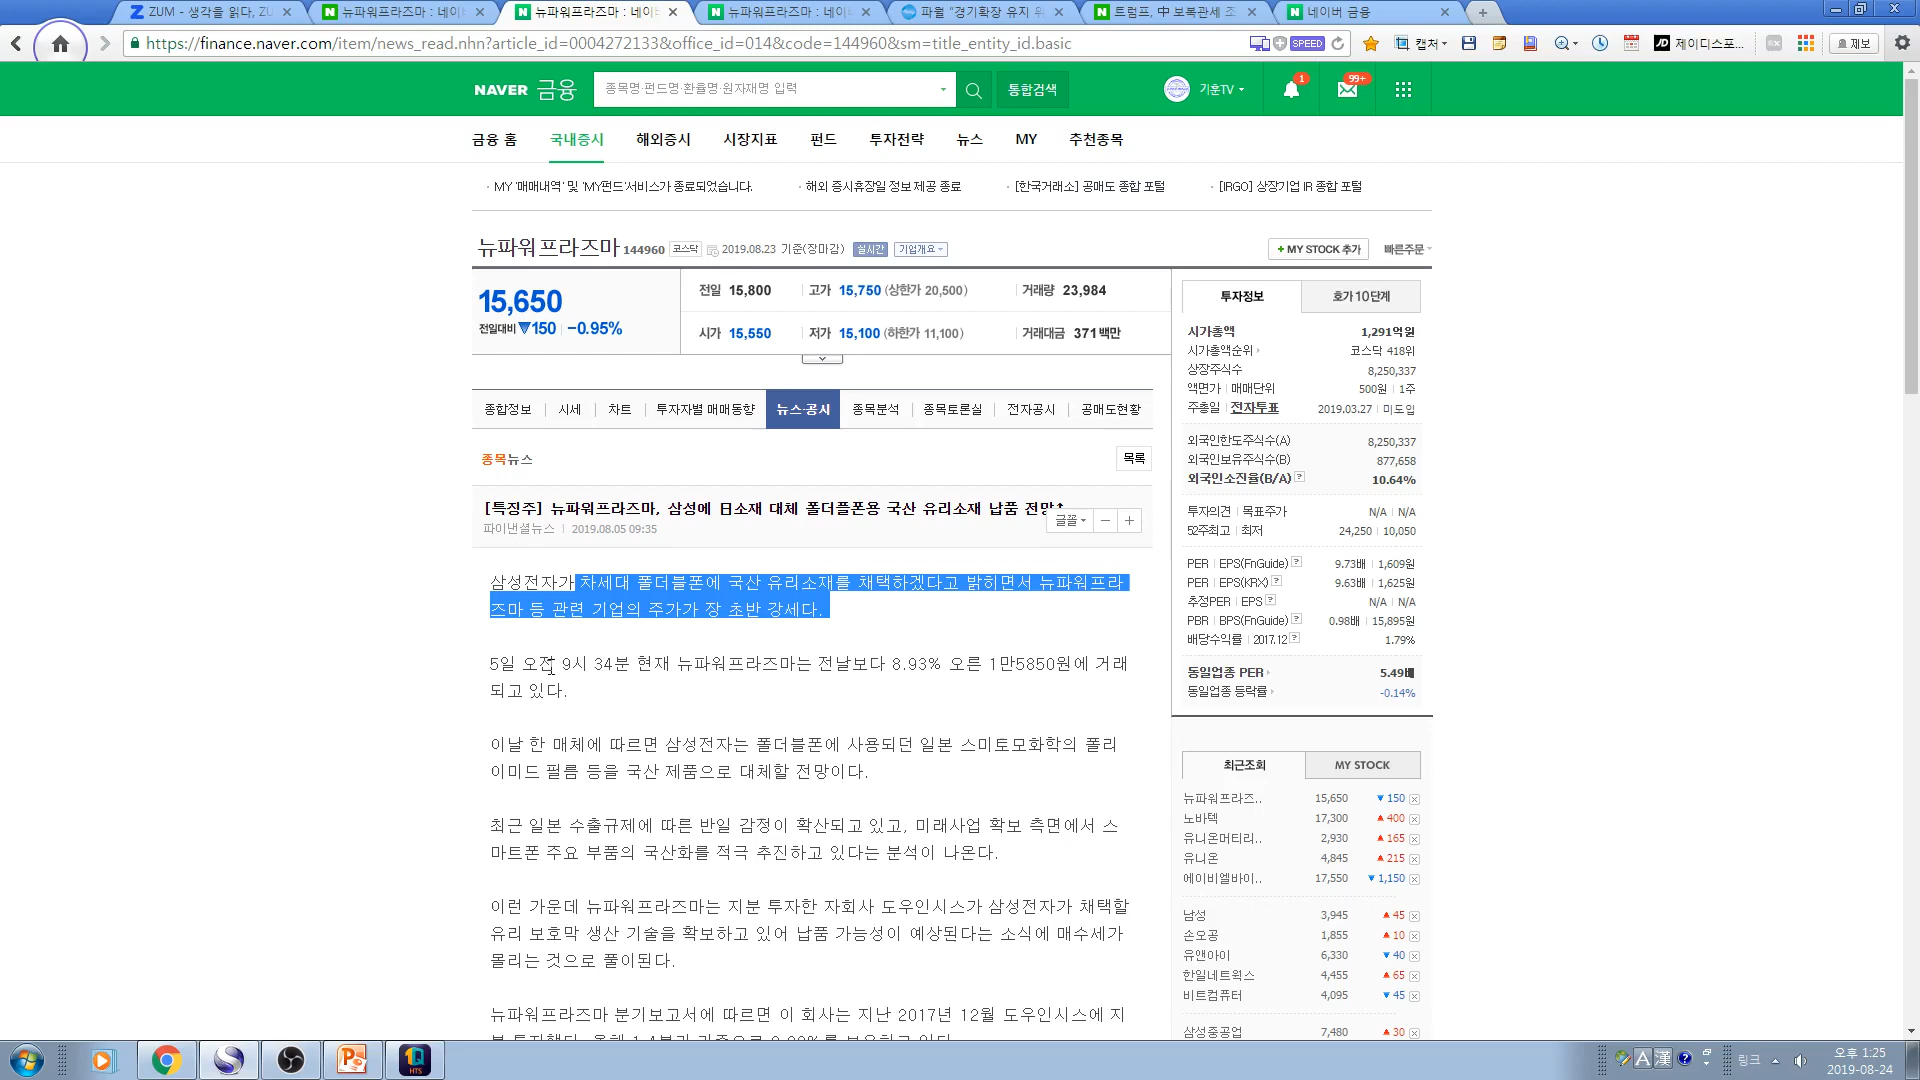 ZUM - 생각을 읽다, ZU
뉴파워프라즈마 : 네이
뉴파워프라즈마 : 네이버
뉴파워프라즈마 : 네이
파월 "경기확장 유지 위
트럼프, 中 보복관세 조
네이버 금융
https://finance.naver.com/item/news_read.nhn?article_id=0004272133&office_id=014&code=144960&sm=title_entity_id.basic
SPEED
캡처
제이디스포...
제보
NAVER 금융
종목명·펀드명·환율명·원자재명 입력
통합검색
기훈TV
1
99+
금융 홈 국내증시 해외증시 시장지표 펀드 투자전략 뉴스 MY 추천종목
· MY '매매내역' 및 'MY펀드'서비스가 종료되었습니다.
· 해외 증시휴장일 정보 제공 종료
· [한국거래소] 공매도 종합 포털
· [IRGO] 상장기업 IR 종합 포털
뉴파워프라즈마 144960 코스닥 2019.08.23 기준(장마감) 실시간 기업개요
+ MY STOCK 추가 빠른주문
15,650
전일대비 ▼150 -0.95%
전일 15,800 고가 15,750 (상한가 20,500) 거래량 23,984
시가 15,550 저가 15,100 (하한가 11,100) 거래대금 371 백만
종합정보 시세 차트 투자자별 매매동향 뉴스·공시 종목분석 종목토론실 전자공시 공매도현황
종목뉴스
목록
[특징주] 뉴파워프라즈마, 삼성에 日소재 대체 폴더플폰용 국산 유리소재 납품 전망↑
파이낸셜뉴스 2019.08.05 09:35
글꼴 - +
삼성전자가 차세대 폴더블폰에 국산 유리소재를 채택하겠다고 밝히면서 뉴파워프라
즈마 등 관련 기업의 주가가 장 초반 강세다.
5일 오전 9시 34분 현재 뉴파워프라즈마는 전날보다 8.93% 오른 1만5850원에 거래
되고 있다.
이날 한 매체에 따르면 삼성전자는 폴더블폰에 사용되던 일본 스미토모화학의 폴리
이미드 필름 등을 국산 제품으로 대체할 전망이다.
최근 일본 수출규제에 따른 반일 감정이 확산되고 있고, 미래사업 확보 측면에서 스
마트폰 주요 부품의 국산화를 적극 추진하고 있다는 분석이 나온다.
이런 가운데 뉴파워프라즈마는 지분 투자한 자회사 도우인시스가 삼성전자가 채택할
유리 보호막 생산 기술을 확보하고 있어 납품 가능성이 예상된다는 소식에 매수세가
몰리는 것으로 풀이된다.
뉴파워프라즈마 분기보고서에 따르면 이 회사는 지난 2017년 12월 도우인시스에 지
투자정보 호가 10단계
시가총액 1,291억원
시가총액순위 코스닥 418위
상장주식수 8,250,337
액면가 매매단위 500원 1주
주총일 전자투표 2019.03.27 미도입
외국인한도주식수(A) 8,250,337
외국인보유주식수(B) 877,658
외국인소진율(B/A) ? 10.64%
투자의견 목표주가 N/A N/A
52주최고 최저 24,250 10,050
PER EPS(FnGuide) ? 9.73배 1,609원
PER EPS(KRX) ? 9.63배 1,625원
추정PER EPS ? N/A N/A
PBR BPS(FnGuide) ? 0.98배 15,895원
배당수익률 2017.12 ? 1.79%
동일업종 PER 5.49배
동일업종 등락률 -0.14%
최근조회 MY STOCK
뉴파워프라즈.. 15,650 ▼ 150
노바텍 17,300 ▲ 400
유니온머티리.. 2,930 ▲ 165
유니온 4,845 ▲ 215
에이비엘바이.. 17,550 ▼ 1,150
남성 3,945 ▲ 45
손오공 1,855 ▲ 10
유앤아이 6,330 ▼ 40
한일네트웍스 4,455 ▲ 65
비트컴퓨터 4,095 ▼ 45
삼성중공업 7,480 ▲ 30
HTS
A 漢 ?
링크
오후 1:25
2019-08-24